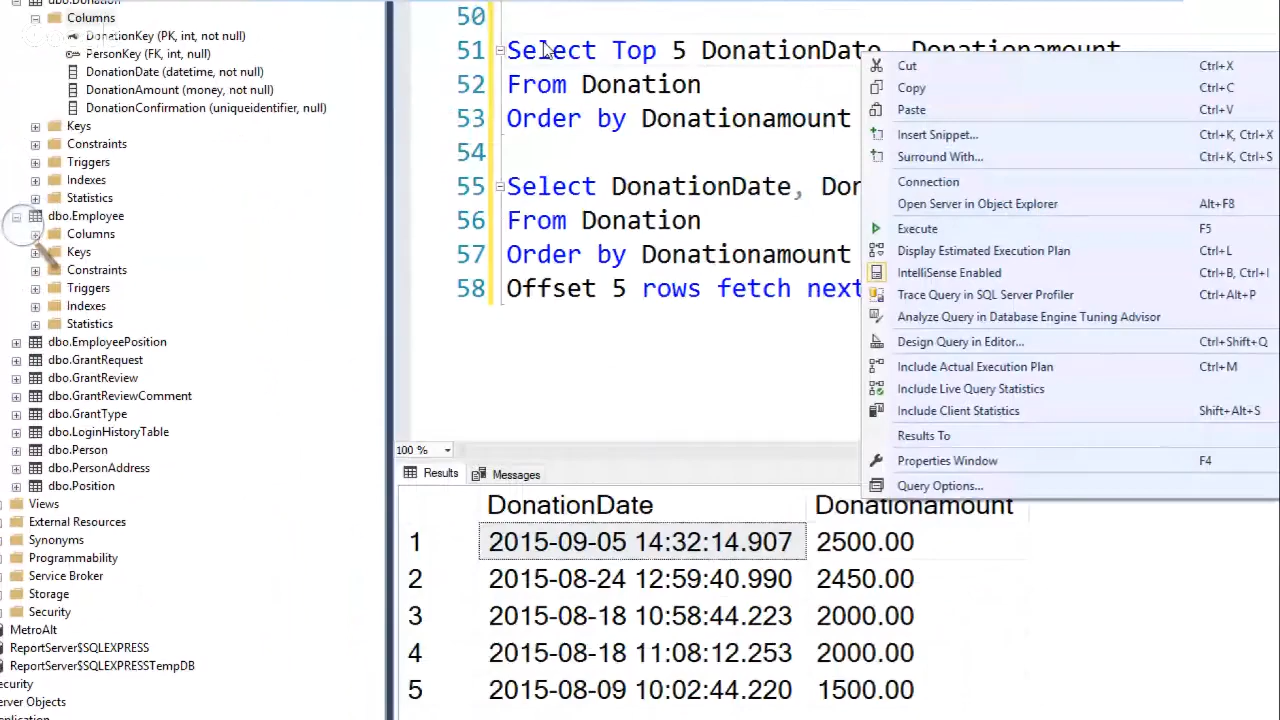 dbo.Donation
Columns
DonationKey (PK, int, not null)
PersonKey (FK, int, null)
DonationDate (datetime, not null)
DonationAmount (money, not null)
DonationConfirmation (uniqueidentifier, null)
Keys
Constraints
Triggers
Indexes
Statistics
dbo.Employee
Columns
Keys
Constraints
Triggers
Indexes
Statistics
dbo.EmployeePosition
dbo.GrantRequest
dbo.GrantReview
dbo.GrantReviewComment
dbo.GrantType
dbo.LoginHistoryTable
dbo.Person
dbo.PersonAddress
dbo.Position
Views
External Resources
Synonyms
Programmability
Service Broker
Storage
Security
MetroAlt
ReportServer$SQLEXPRESS
ReportServer$SQLEXPRESSTempDB
ecurity
erver Objects
50
51 Select Top 5 DonationDate, Donationamount
52 From Donation
53 Order by Donationamount
54
55 Select DonationDate, Don
56 From Donation
57 Order by Donationamount
58 Offset 5 rows fetch next
Cut Ctrl+X
Copy Ctrl+C
Paste Ctrl+V
Insert Snippet... Ctrl+K, Ctrl+X
Surround With... Ctrl+K, Ctrl+S
Connection
Open Server in Object Explorer Alt+F8
Execute F5
Display Estimated Execution Plan Ctrl+L
IntelliSense Enabled Ctrl+B, Ctrl+I
Trace Query in SQL Server Profiler Ctrl+Alt+P
Analyze Query in Database Engine Tuning Advisor
Design Query in Editor... Ctrl+Shift+Q
Include Actual Execution Plan Ctrl+M
Include Live Query Statistics
Include Client Statistics Shift+Alt+S
Results To
Properties Window F4
Query Options...
100 %
Results Messages
DonationDate Donationamount
1 2015-09-05 14:32:14.907 2500.00
2 2015-08-24 12:59:40.990 2450.00
3 2015-08-18 10:58:44.223 2000.00
4 2015-08-18 11:08:12.253 2000.00
5 2015-08-09 10:02:44.220 1500.00